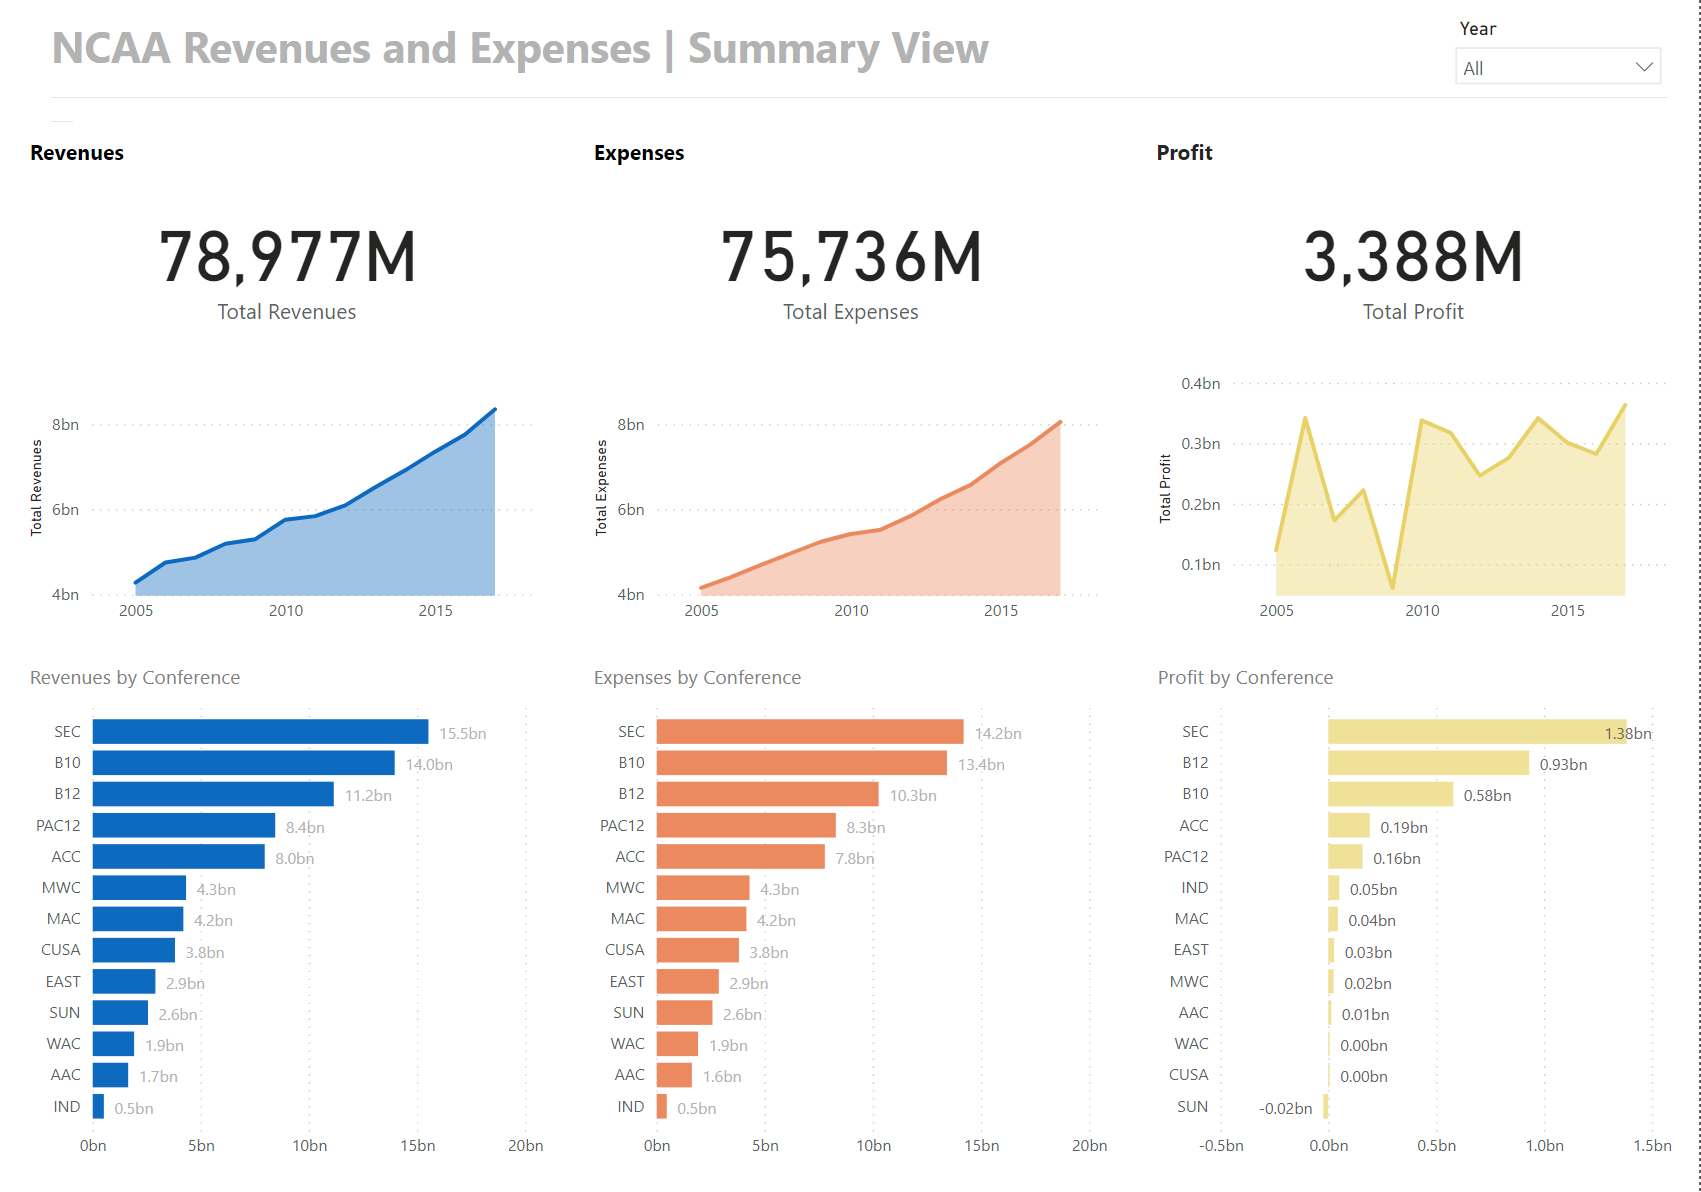 NCAA Revenues and Expenses | Summary View
Year
All
Revenues
78,977M
Total Revenues
Total Revenues
8bn
6bn
4bn
2005 2010 2015
Revenues by Conference
SEC 15.5bn
B10 14.0bn
B12 11.2bn
PAC12 8.4bn
ACC 8.0bn
MWC 4.3bn
MAC 4.2bn
CUSA 3.8bn
EAST 2.9bn
SUN 2.6bn
WAC 1.9bn
AAC 1.7bn
IND 0.5bn
0bn 5bn 10bn 15bn 20bn
Expenses
75,736M
Total Expenses
Total Expenses
8bn
6bn
4bn
2005 2010 2015
Expenses by Conference
SEC 14.2bn
B10 13.4bn
B12 10.3bn
PAC12 8.3bn
ACC 7.8bn
MWC 4.3bn
MAC 4.2bn
CUSA 3.8bn
EAST 2.9bn
SUN 2.6bn
WAC 1.9bn
AAC 1.6bn
IND 0.5bn
0bn 5bn 10bn 15bn 20bn
Profit
3,388M
Total Profit
Total Profit
0.4bn
0.3bn
0.2bn
0.1bn
2005 2010 2015
Profit by Conference
SEC 1.38bn
B12 0.93bn
B10 0.58bn
ACC 0.19bn
PAC12 0.16bn
IND 0.05bn
MAC 0.04bn
EAST 0.03bn
MWC 0.02bn
AAC 0.01bn
WAC 0.00bn
CUSA 0.00bn
SUN -0.02bn
-0.5bn 0.0bn 0.5bn 1.0bn 1.5bn